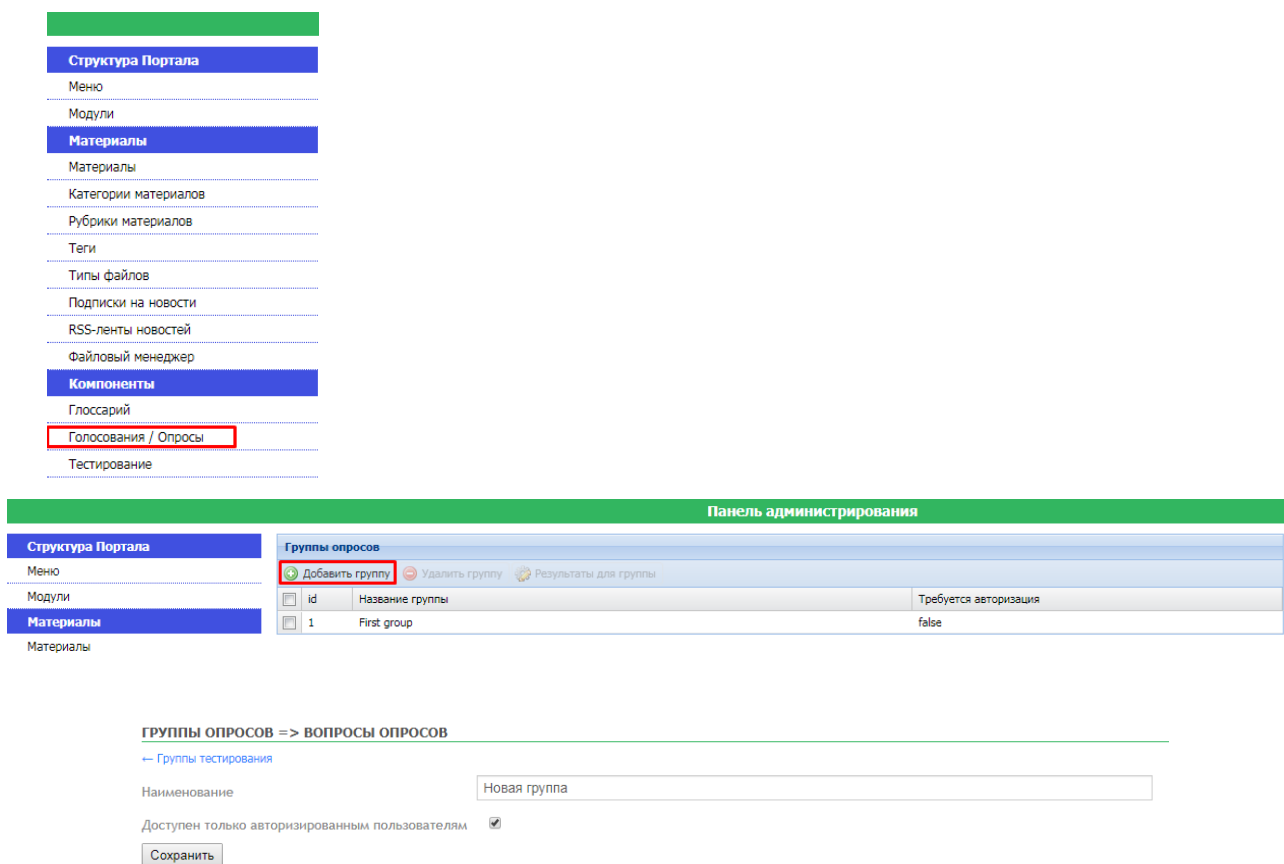 Структура Портала
Меню
Модули
Материалы
Материалы
Категории материалов
Рубрики материалов
Теги
Типы файлов
Подписки на новости
RSS-ленты новостей
Файловый менеджер
Компоненты
Глоссарий
Голосования / Опросы
Тестирование
Панель администрирования
Структура Портала
Меню
Модули
Материалы
Материалы
Группы опросов
Добавить группу Удалить группу Результаты для группы
id Название группы Требуется авторизация
1 First group false
ГРУППЫ ОПРОСОВ => ВОПРОСЫ ОПРОСОВ
← Группы тестирования
Наименование Новая группа
Доступен только авторизированным пользователям
Сохранить